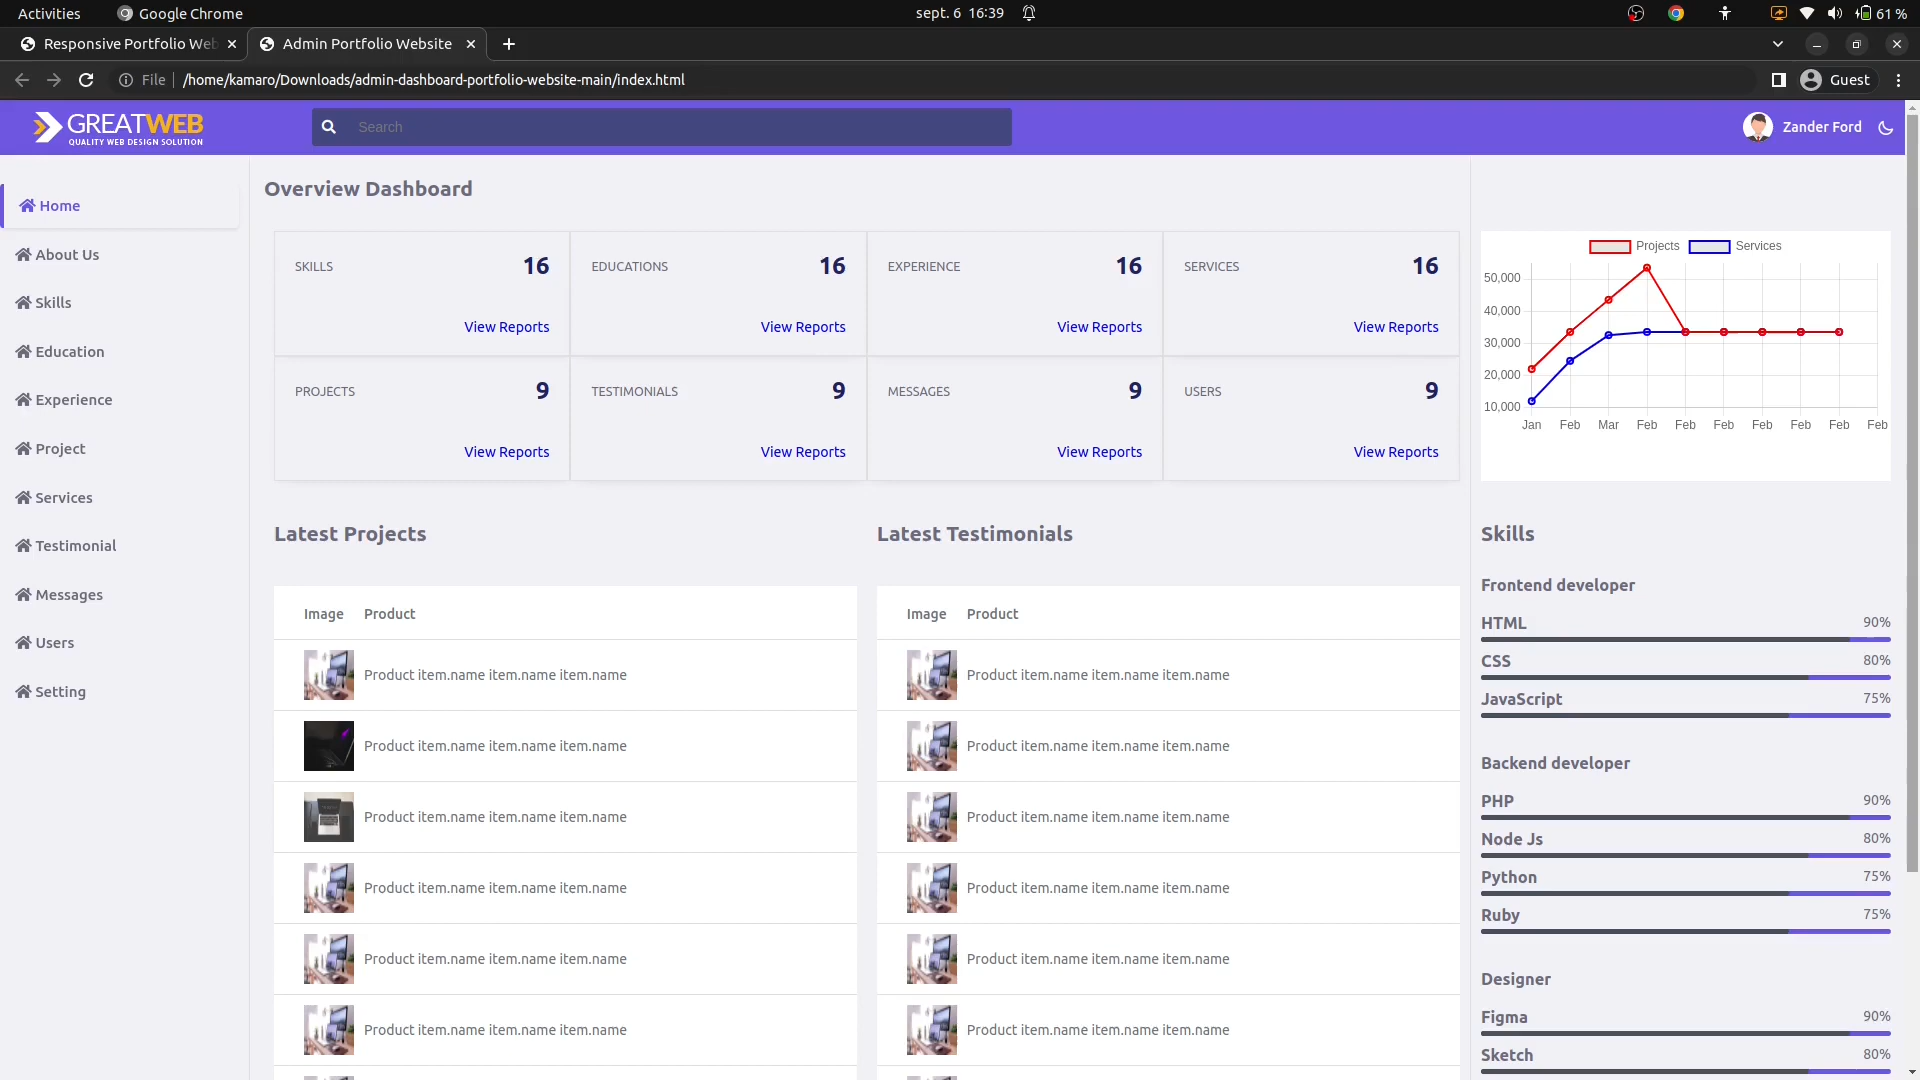 Activities Google Chrome sept. 6 16:39 61 %
Responsive Portfolio Web Admin Portfolio Website
File /home/kamaro/Downloads/admin-dashboard-portfolio-website-main/index.html Guest
GREATWEB
QUALITY WEB DESIGN SOLUTION
Search
Zander Ford
Home
About Us
Skills
Education
Experience
Project
Services
Testimonial
Messages
Users
Setting
Overview Dashboard
SKILLS 16
View Reports
EDUCATIONS 16
View Reports
EXPERIENCE 16
View Reports
SERVICES 16
View Reports
PROJECTS 9
View Reports
TESTIMONIALS 9
View Reports
MESSAGES 9
View Reports
USERS 9
View Reports
Projects Services
50,000
40,000
30,000
20,000
10,000
Jan Feb Mar Feb Feb Feb Feb Feb Feb Feb
Latest Projects
Image Product
Product item.name item.name item.name
Product item.name item.name item.name
Product item.name item.name item.name
Product item.name item.name item.name
Product item.name item.name item.name
Product item.name item.name item.name
Latest Testimonials
Image Product
Product item.name item.name item.name
Product item.name item.name item.name
Product item.name item.name item.name
Product item.name item.name item.name
Product item.name item.name item.name
Product item.name item.name item.name
Skills
Frontend developer
HTML 90%
CSS 80%
JavaScript 75%
Backend developer
PHP 90%
Node Js 80%
Python 75%
Ruby 75%
Designer
Figma 90%
Sketch 80%